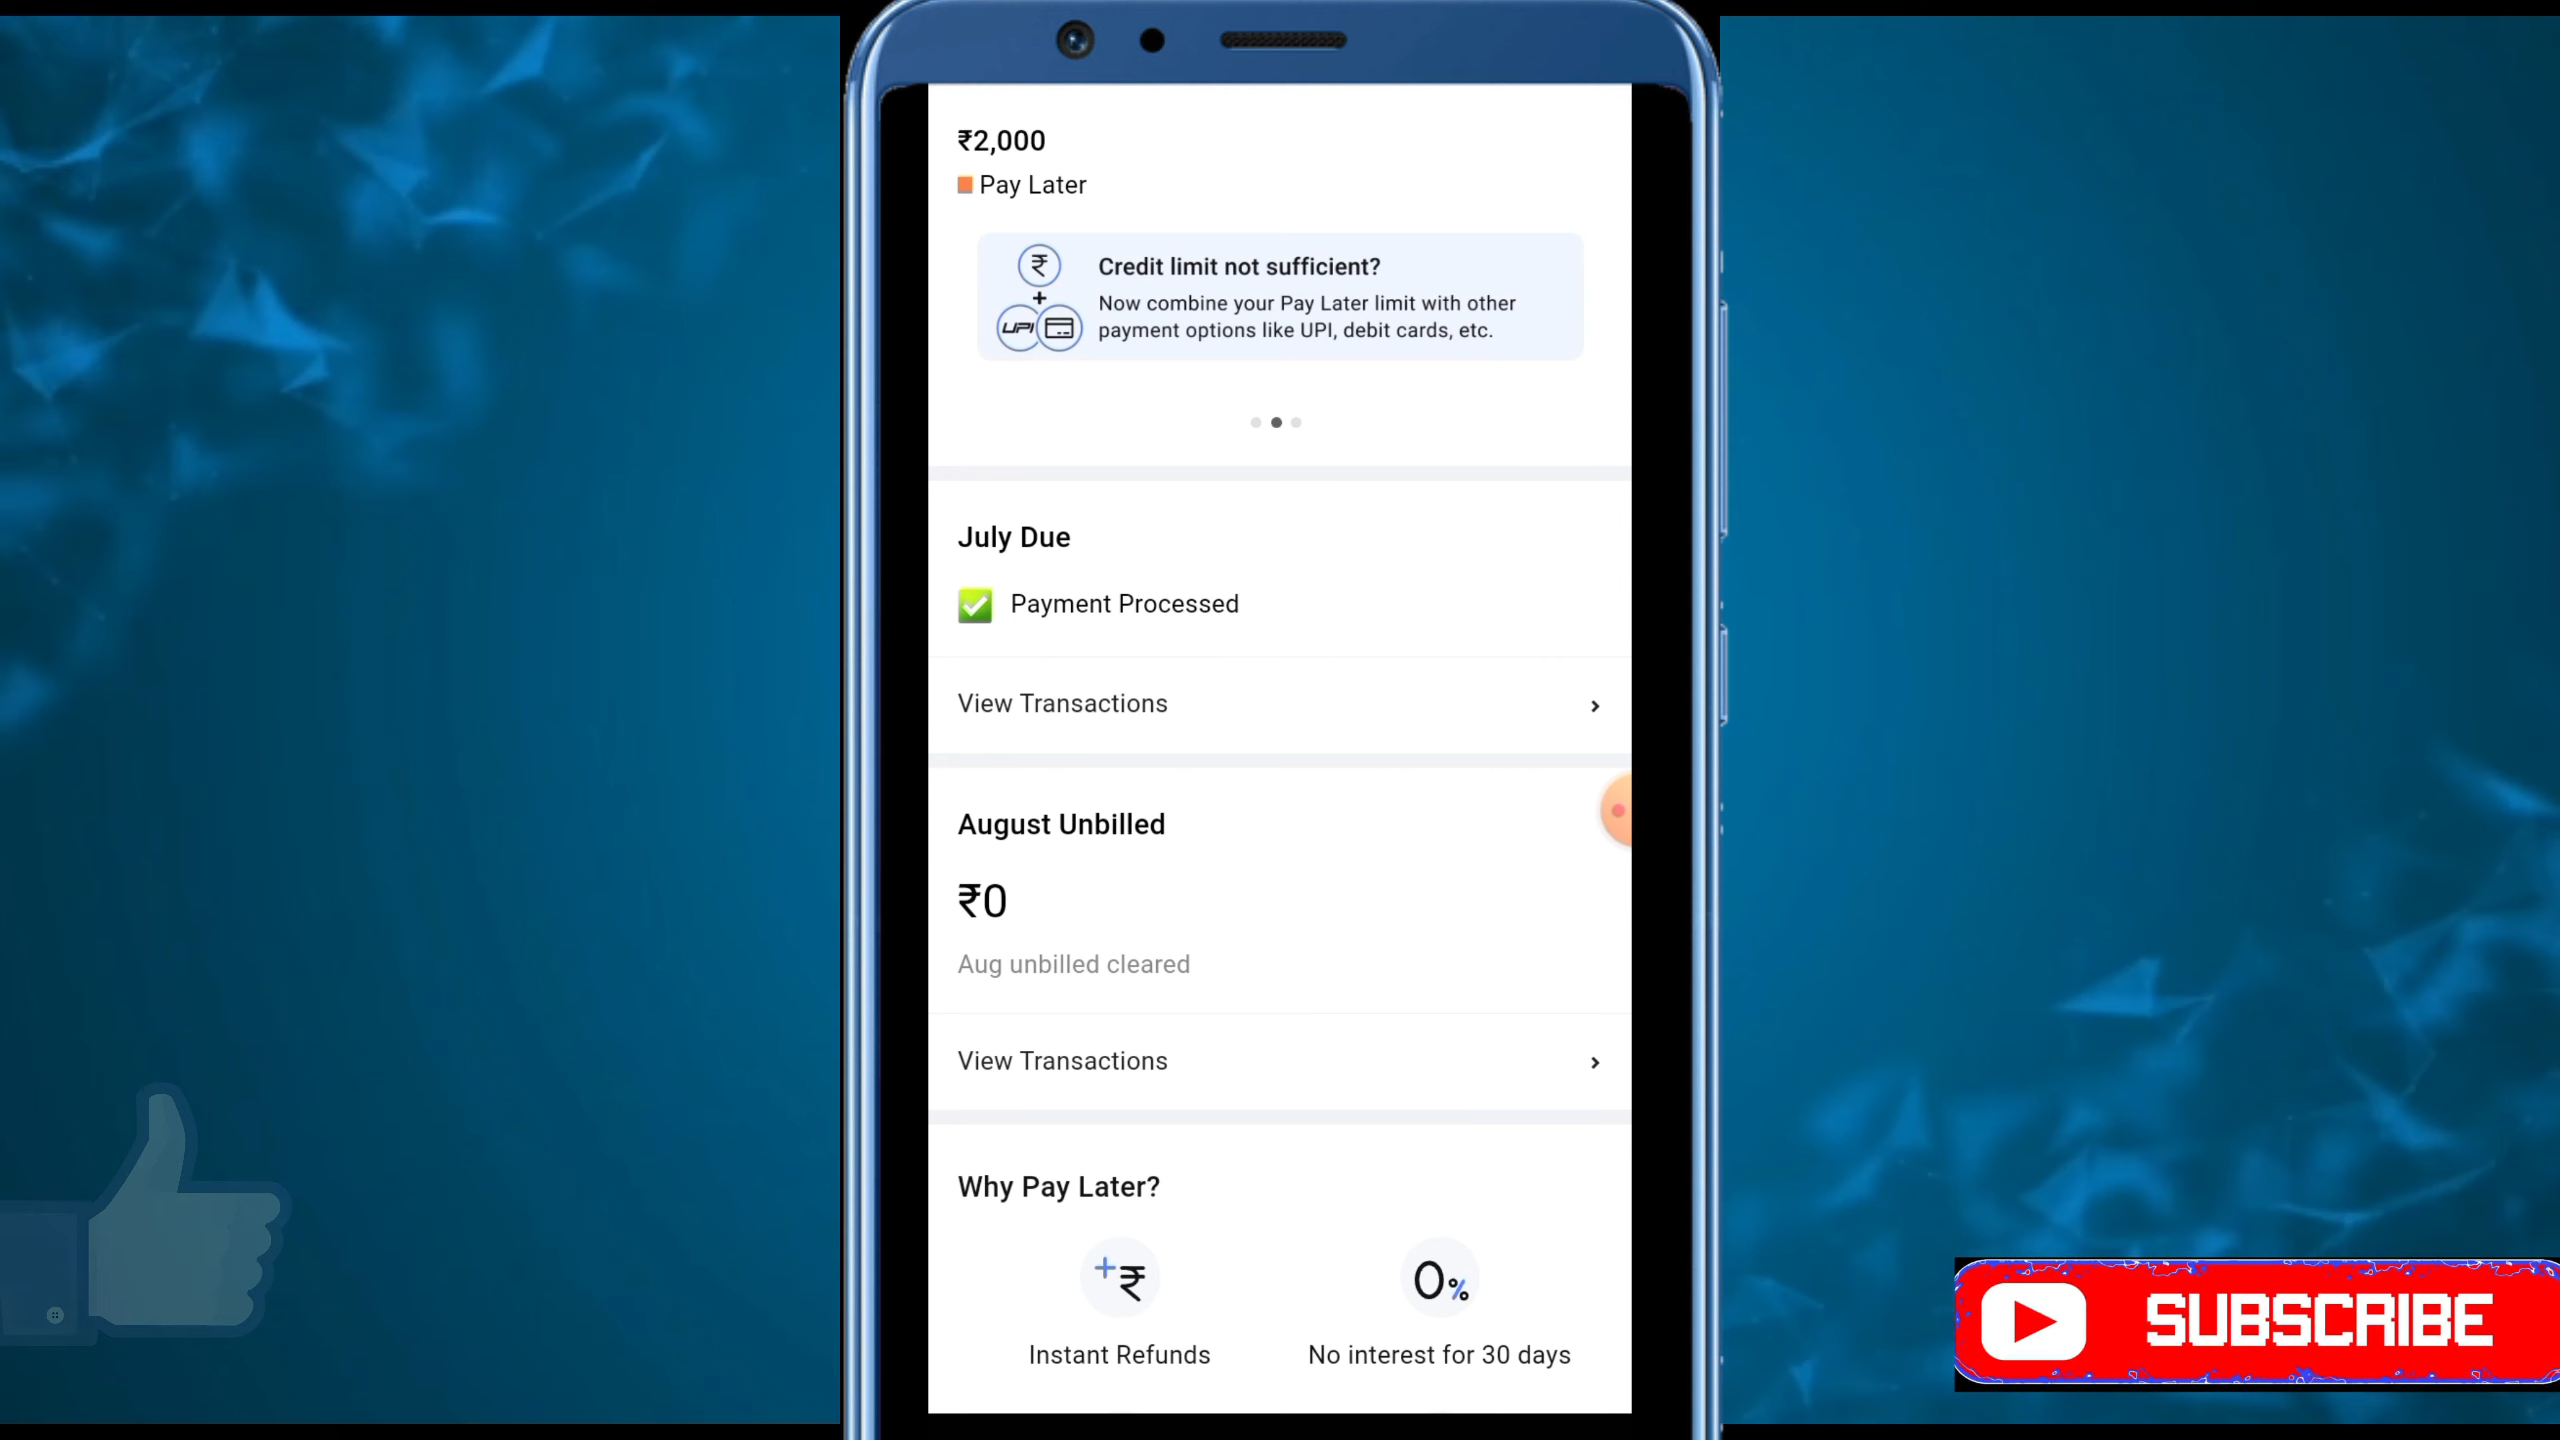 ₹2,000
Pay Later
Credit limit not sufficient?
Now combine your Pay Later limit with other
payment options like UPI, debit cards, etc.
₹
+
UPI
July Due
Payment Processed
View Transactions
August Unbilled
₹0
Aug unbilled cleared
View Transactions
Why Pay Later?
+₹
0%
Instant Refunds
No interest for 30 days
SUBSCRIBE